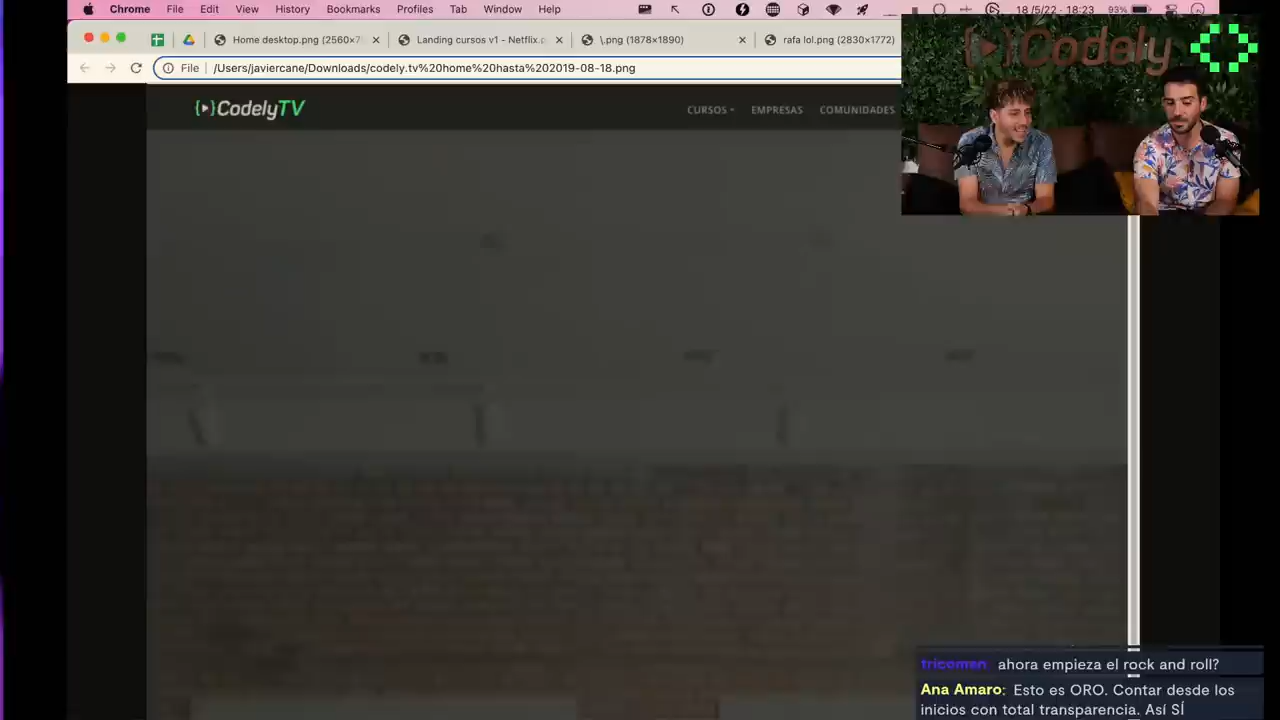 Chrome File Edit View History Bookmarks Profiles Tab Window Help
18/5/22 - 18:23 93%
Home desktop.png (2560×7
Landing cursos v1 - Netflix.p
\.png (1878×1890)
rafa lol.png (2830×1772)
File /Users/javiercane/Downloads/codely.tv%20home%20hasta%202019-08-18.png
CodelyTV
CURSOS EMPRESAS COMUNIDADES
Codely
tricomen ahora empieza el rock and roll?
Ana Amaro: Esto es ORO. Contar desde los
inicios con total transparencia. Así SÍ